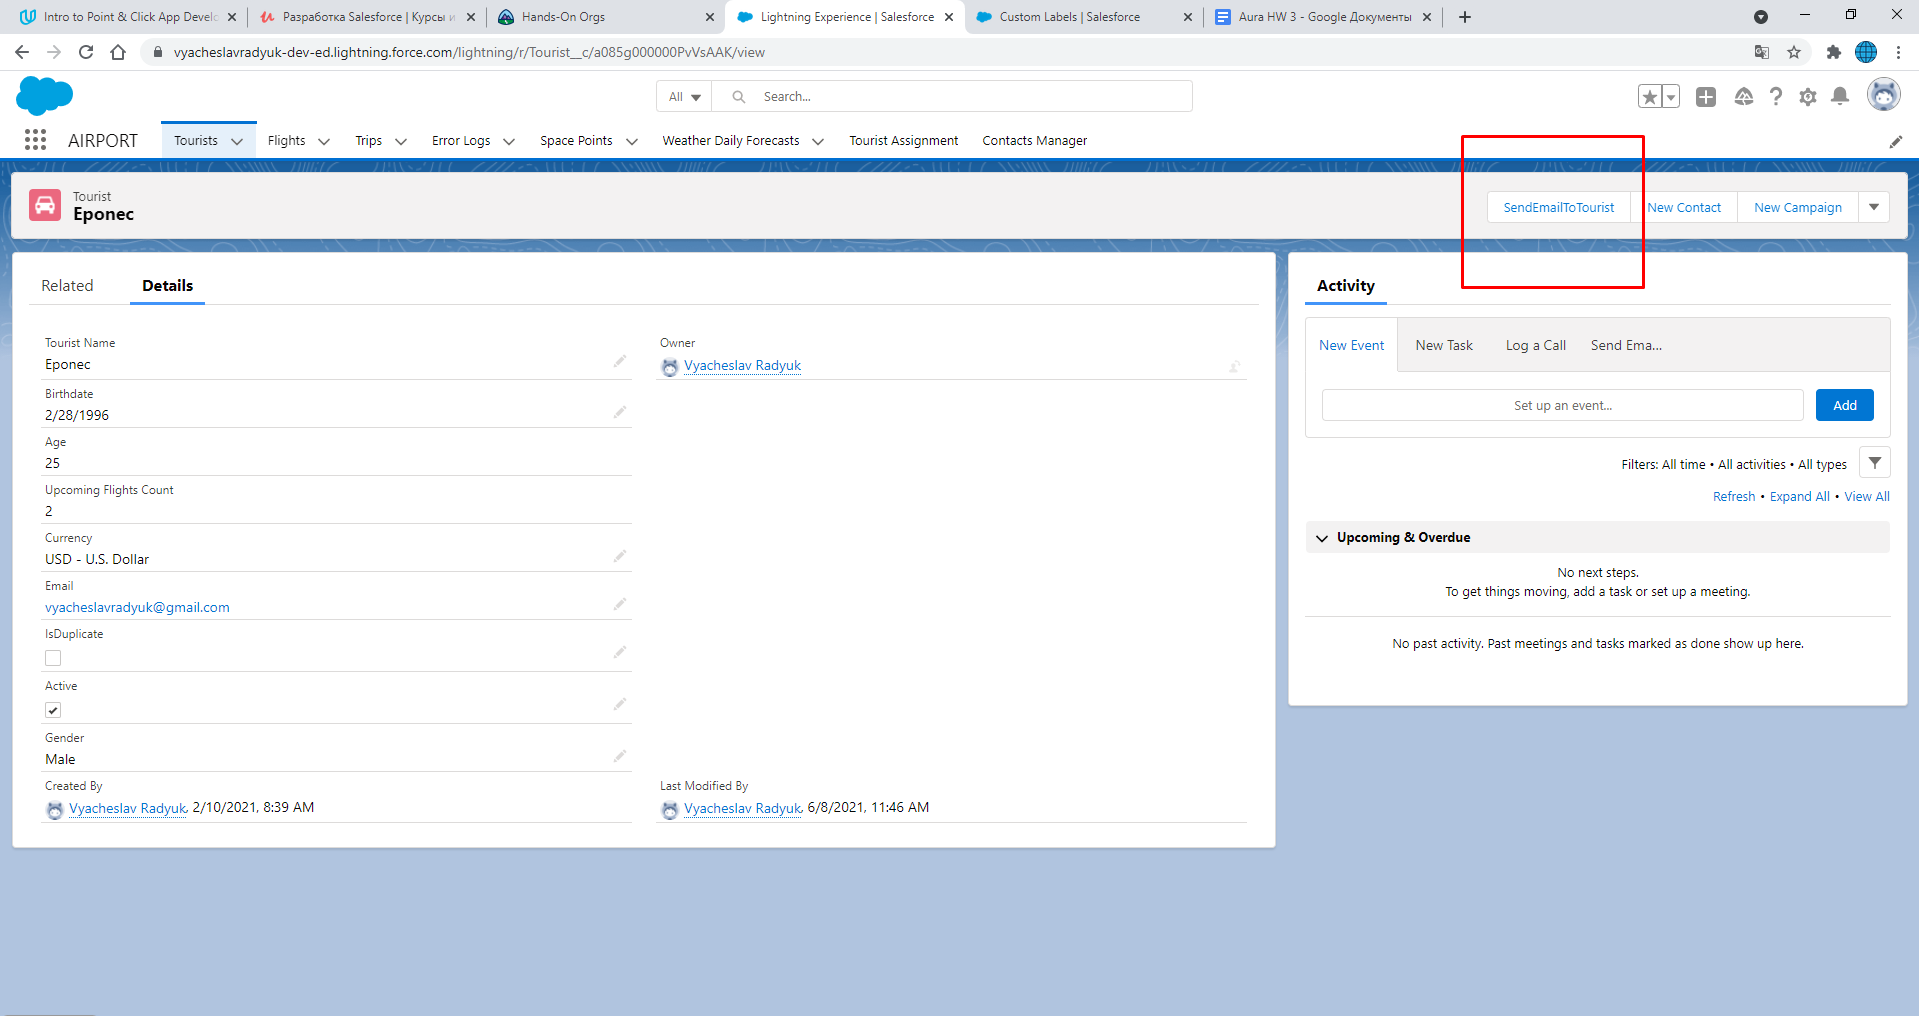 Intro to Point & Click App Develo
Разработка Salesforce | Курсы и
Hands-On Orgs
Lightning Experience | Salesforce
Custom Labels | Salesforce
Aura HW 3 - Google Документы
vyacheslavradyuk-dev-ed.lightning.force.com/lightning/r/Tourist__c/a085g000000PvVsAAK/view
All
Search...
AIRPORT
Tourists
Flights
Trips
Error Logs
Space Points
Weather Daily Forecasts
Tourist Assignment
Contacts Manager
Tourist
Eponec
SendEmailToTourist
New Contact
New Campaign
Related
Details
Tourist Name
Eponec
Owner
Vyacheslav Radyuk
Birthdate
2/28/1996
Age
25
Upcoming Flights Count
2
Currency
USD - U.S. Dollar
Email
vyacheslavradyuk@gmail.com
IsDuplicate
Active
Gender
Male
Created By
Vyacheslav Radyuk, 2/10/2021, 8:39 AM
Last Modified By
Vyacheslav Radyuk, 6/8/2021, 11:46 AM
Activity
New Event
New Task
Log a Call
Send Ema...
Set up an event...
Add
Filters: All time • All activities • All types
Refresh • Expand All • View All
Upcoming & Overdue
No next steps.
To get things moving, add a task or set up a meeting.
No past activity. Past meetings and tasks marked as done show up here.